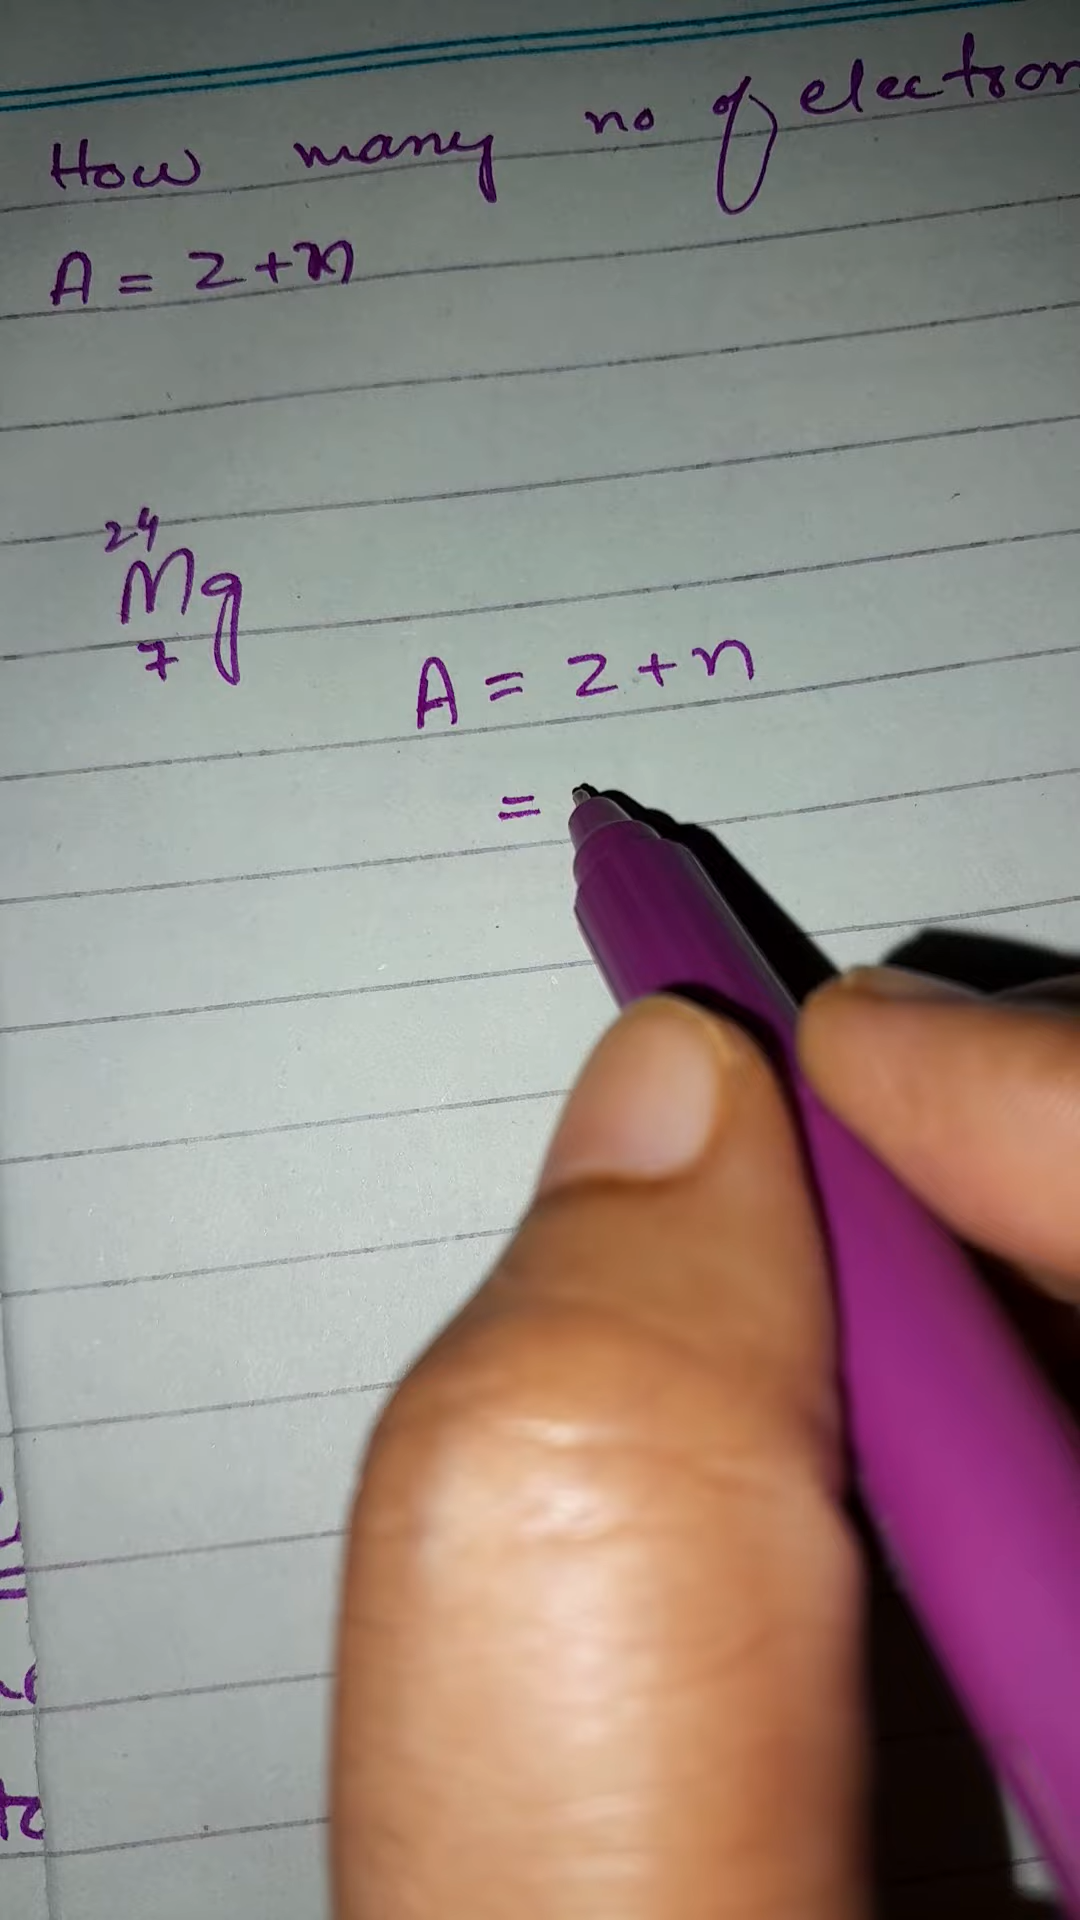 How many no of electron
A = Z + n
24
Mg
7
A = Z + n
=